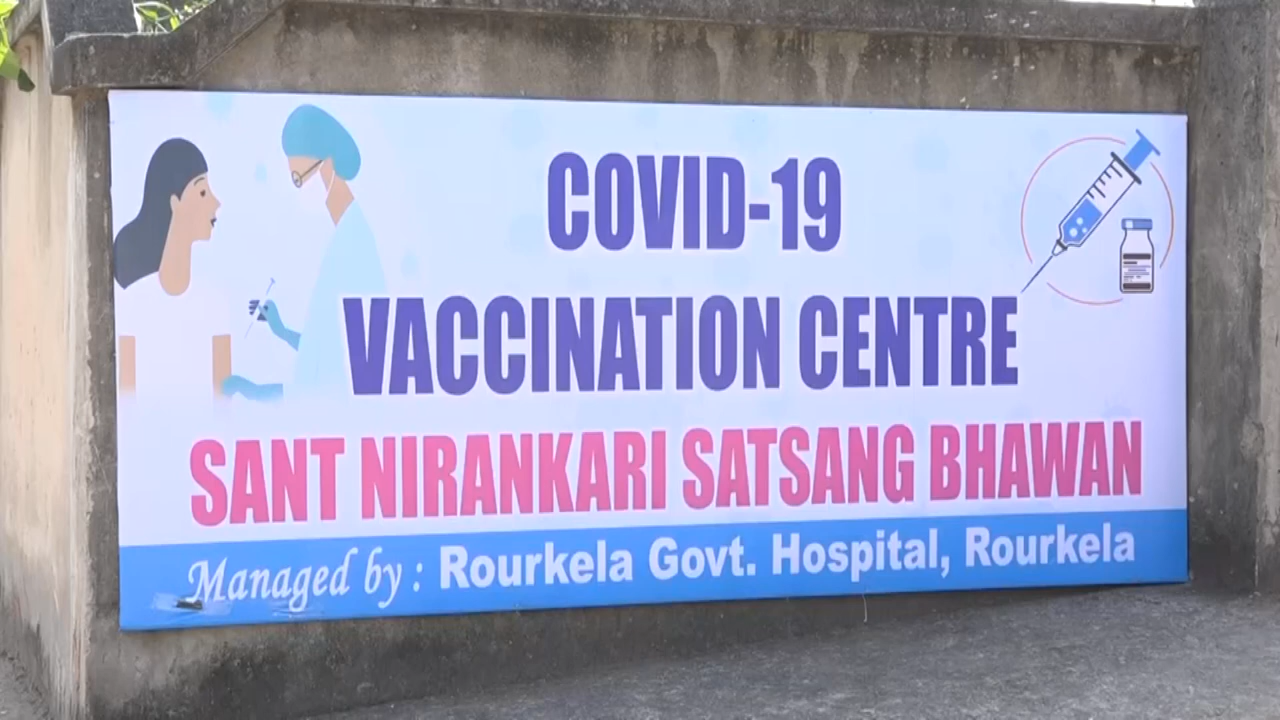 COVID-19
VACCINATION CENTRE
SANT NIRANKARI SATSANG BHAWAN
Managed by : Rourkela Govt. Hospital, Rourkela